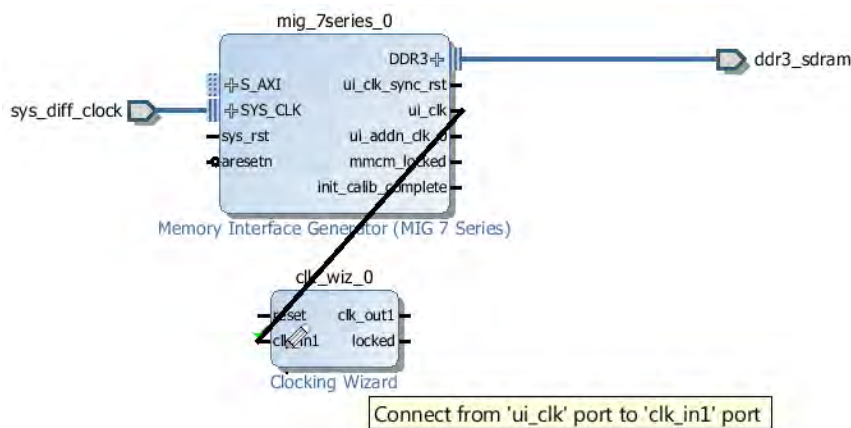 mig_7series_0
DDR3
S_AXI
ui_clk_sync_rst
sys_diff_clock
SYS_CLK
ui_clk
ddr3_sdram
sys_rst
ui_addn_clk_0
aresetn
mmcm_locked
init_calib_complete
Memory Interface Generator (MIG 7 Series)
clk_wiz_0
reset
clk_out1
clk_in1
locked
Clocking Wizard
Connect from 'ui_clk' port to 'clk_in1' port